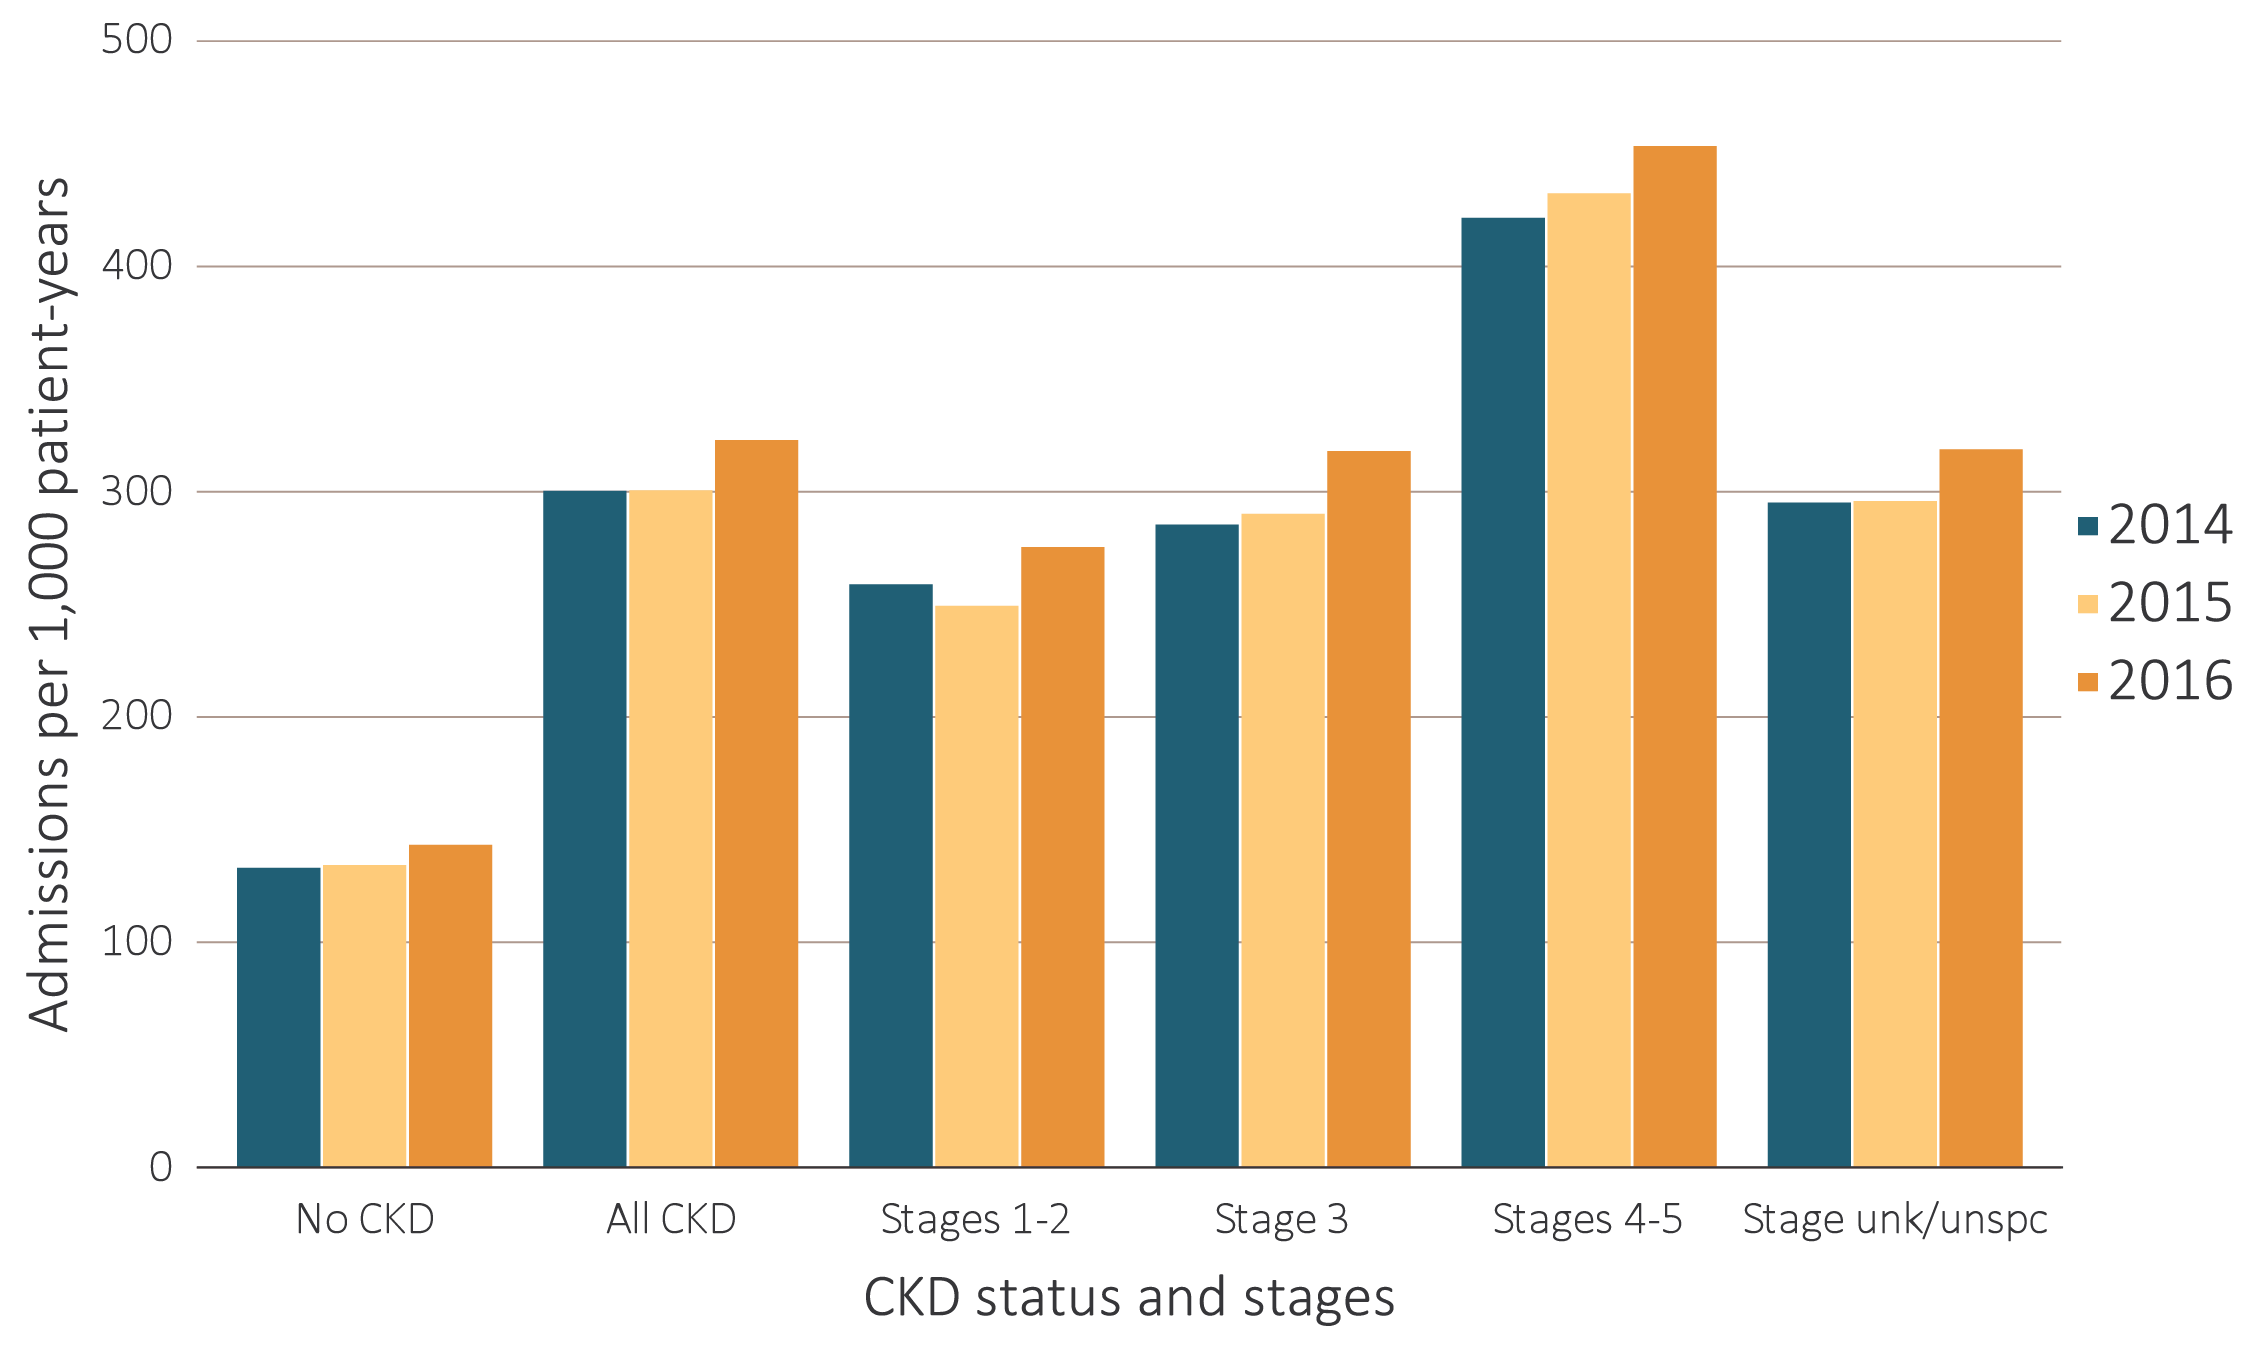 Admissions per 1,000 patient-years
500
400
300
200
100
0
No CKD
All CKD
Stages 1-2
Stage 3
Stages 4-5
Stage unk/unspc
CKD status and stages
2014
2015
2016